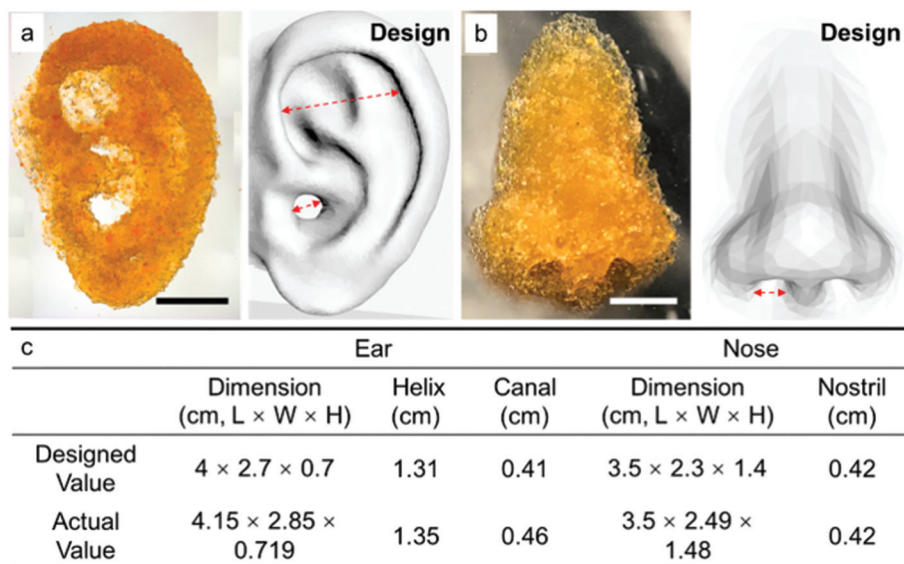 a
Design
b
Design
c
Ear
Nose
Dimension Helix Canal Dimension Nostril
(cm, L × W × H) (cm) (cm) (cm, L × W × H) (cm)
Designed
Value
4 × 2.7 × 0.7 1.31 0.41 3.5 × 2.3 × 1.4 0.42
Actual
Value
4.15 × 2.85 ×
0.719
1.35 0.46
3.5 × 2.49 ×
1.48
0.42